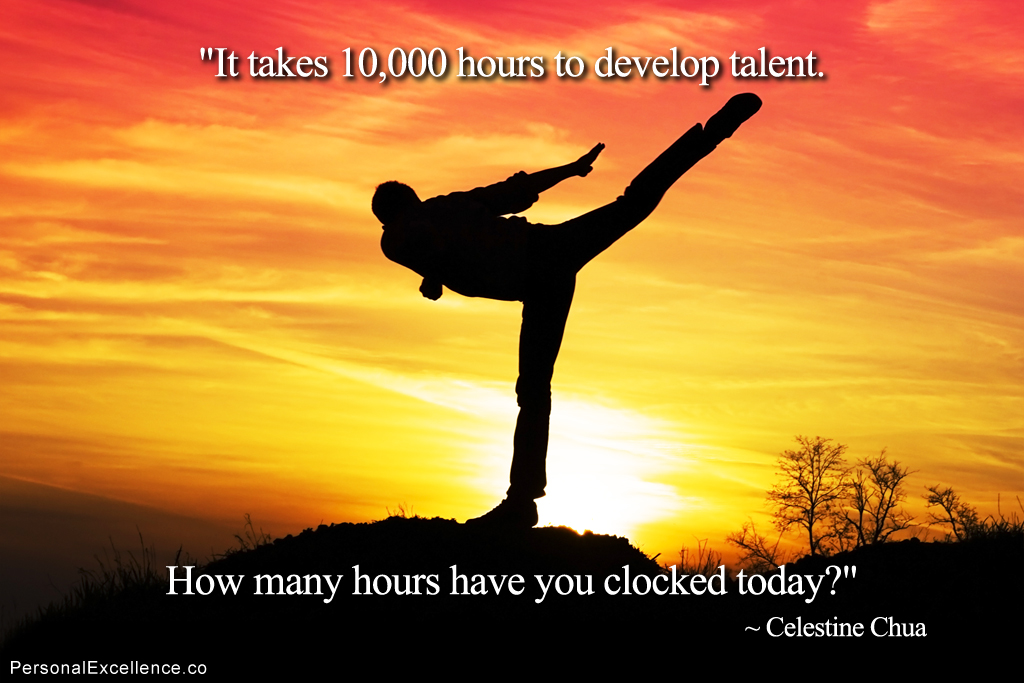 "It takes 10,000 hours to develop talent.
How many hours have you clocked today?"
~ Celestine Chua
PersonalExcellence.co